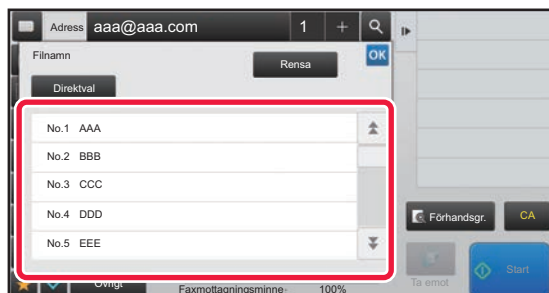 Adress aaa@aaa.com 1 +
Filnamn
Rensa
OK
Direktval
No.1 AAA
No.2 BBB
No.3 CCC
No.4 DDD
No.5 EEE
Förhandsgr.
CA
Övrigt
Faxmottagningsminne- 100%
Ta emot
Start